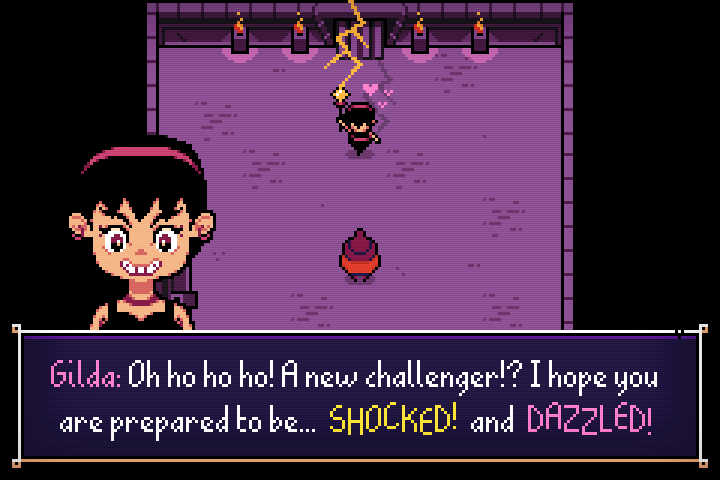 Gilda: Oh ho ho ho! A new challenger!? I hope you
are prepared to be... SHOCKED! and DAZZLED!